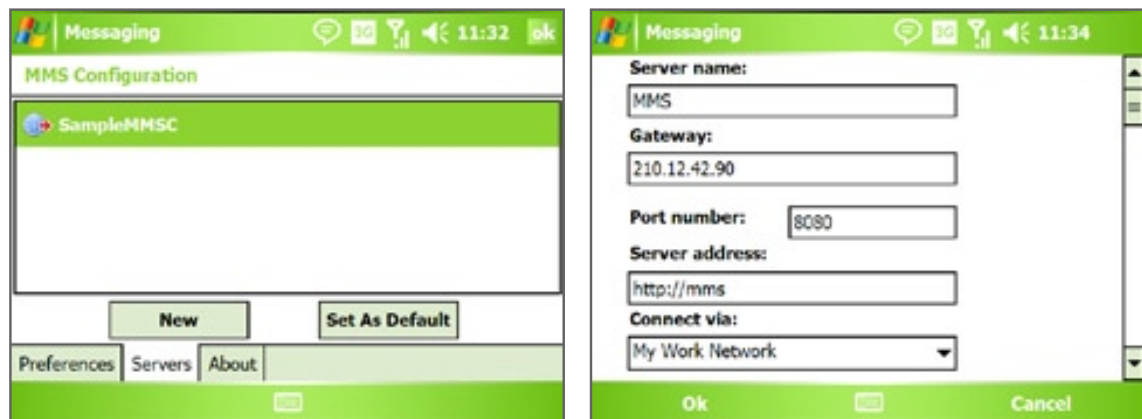 Messaging 3G 11:32 ok
MMS Configuration
SampleMMSC
New Set As Default
Preferences Servers About
Messaging 3G 11:34
Server name:
MMS
Gateway:
210.12.42.90
Port number: 8080
Server address:
http://mms
Connect via:
My Work Network
Ok Cancel